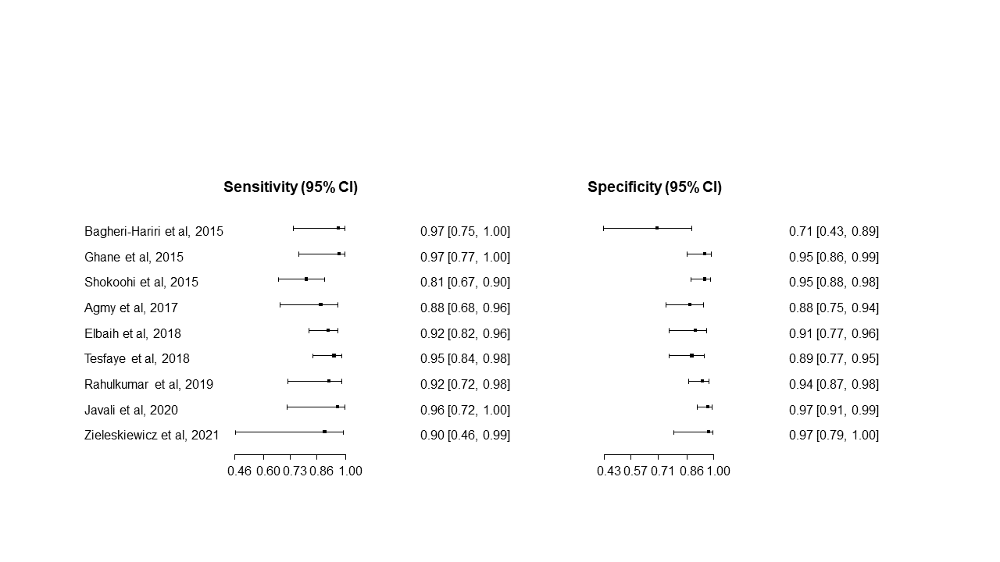 Sensitivity (95% CI) Specificity (95% CI)
Bagheri-Hariri et al, 2015 0.97 [0.75, 1.00] 0.71 [0.43, 0.89]
Ghane et al, 2015 0.97 [0.77, 1.00] 0.95 [0.86, 0.99]
Shokoohi et al, 2015 0.81 [0.67, 0.90] 0.95 [0.88, 0.98]
Agmy et al, 2017 0.88 [0.68, 0.96] 0.88 [0.75, 0.94]
Elbaih et al, 2018 0.92 [0.82, 0.96] 0.91 [0.77, 0.96]
Tesfaye et al, 2018 0.95 [0.84, 0.98] 0.89 [0.77, 0.95]
Rahulkumar et al, 2019 0.92 [0.72, 0.98] 0.94 [0.87, 0.98]
Javali et al, 2020 0.96 [0.72, 1.00] 0.97 [0.91, 0.99]
Zieleskiewicz et al, 2021 0.90 [0.46, 0.99] 0.97 [0.79, 1.00]
0.46 0.60 0.73 0.86 1.00 0.43 0.57 0.71 0.86 1.00